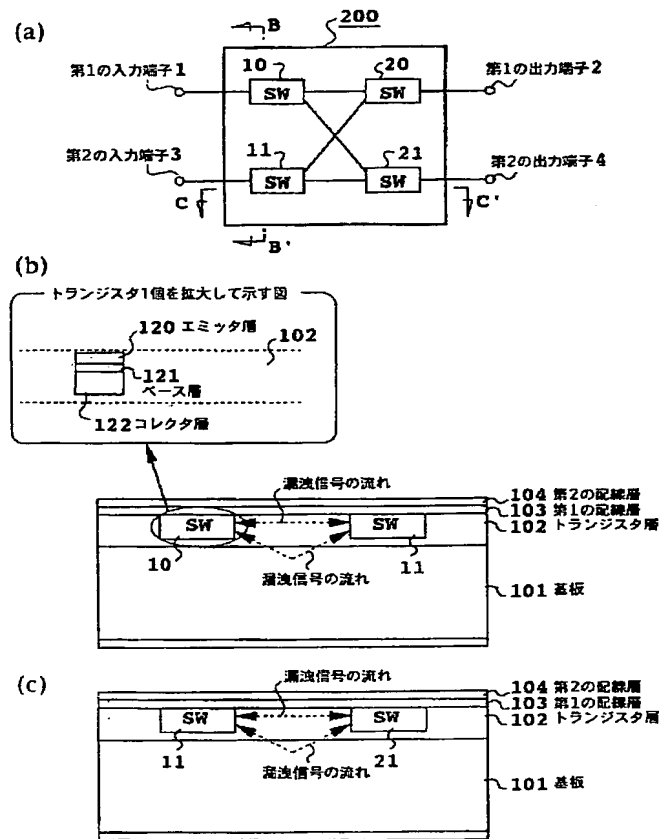 (a)
B
200
第1の入力端子1
10
20
第1の出力端子2
SW
SW
第2の入力端子3
11
21
第2の出力端子4
SW
SW
C
C'
B'
(b)
トランジスタ1個を拡大して示す図
120 エミッタ層
102
121
ベース層
122 コレクタ層
漏洩信号の流れ
104 第2の配線層
103 第1の配線層
SW
SW
102 トランジスタ層
10
11
漏洩信号の流れ
101 基板
(c)
漏洩信号の流れ
104 第2の配線層
103 第1の配線層
SW
SW
102 トランジスタ層
11
21
漏洩信号の流れ
101 基板